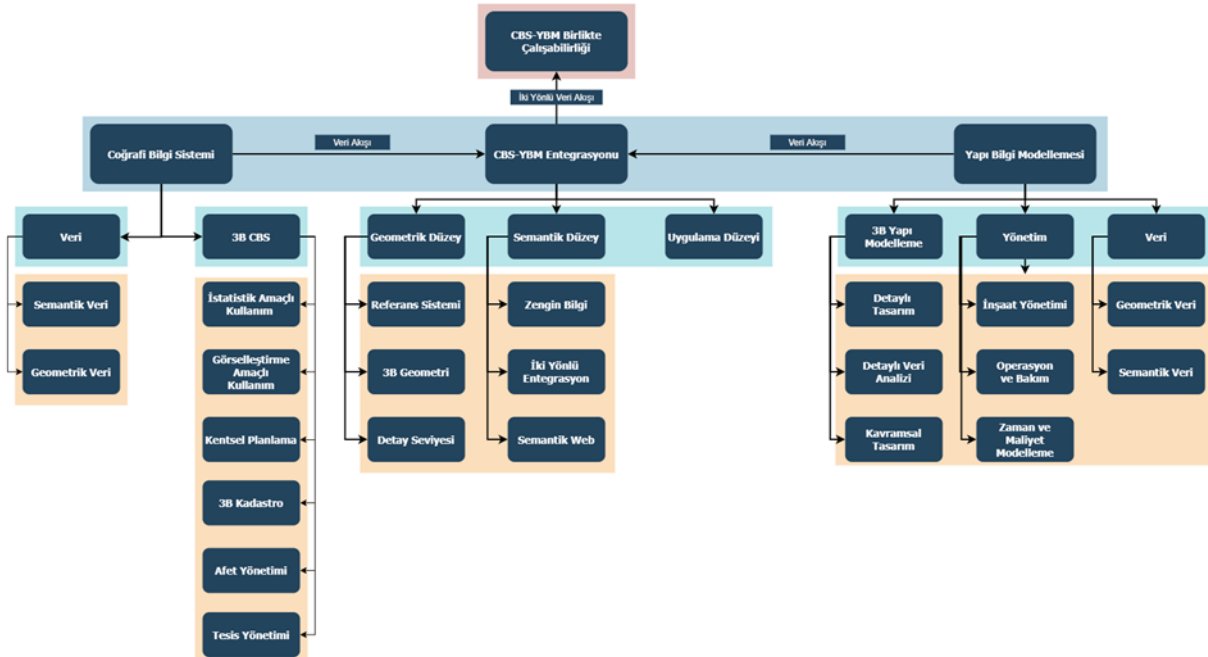 CBS-YBM Birlikte
Çalışabilirliği
İki Yönlü Veri Akışı
Coğrafi Bilgi Sistemi
Veri Akışı
CBS-YBM Entegrasyonu
Veri Akışı
Yapı Bilgi Modellemesi
Veri
3B CBS
Geometrik Düzey
Semantik Düzey
Uygulama Düzeyi
3B Yapı
Modelleme
Yönetim
Veri
Semantik Veri
Geometrik Veri
İstatistik Amaçlı
Kullanım
Görselleştirme
Amaçlı
Kullanım
Kentsel Planlama
3B Kadastro
Afet Yönetimi
Tesis Yönetimi
Referans Sistemi
3B Geometri
Detay Seviyesi
Zengin Bilgi
İki Yönlü
Entegrasyon
Semantik Web
Detaylı
Tasarım
Detaylı Veri
Analizi
Kavramsal
Tasarım
İnşaat Yönetimi
Operasyon
ve Bakım
Zaman ve
Maliyet
Modelleme
Geometrik Veri
Semantik Veri